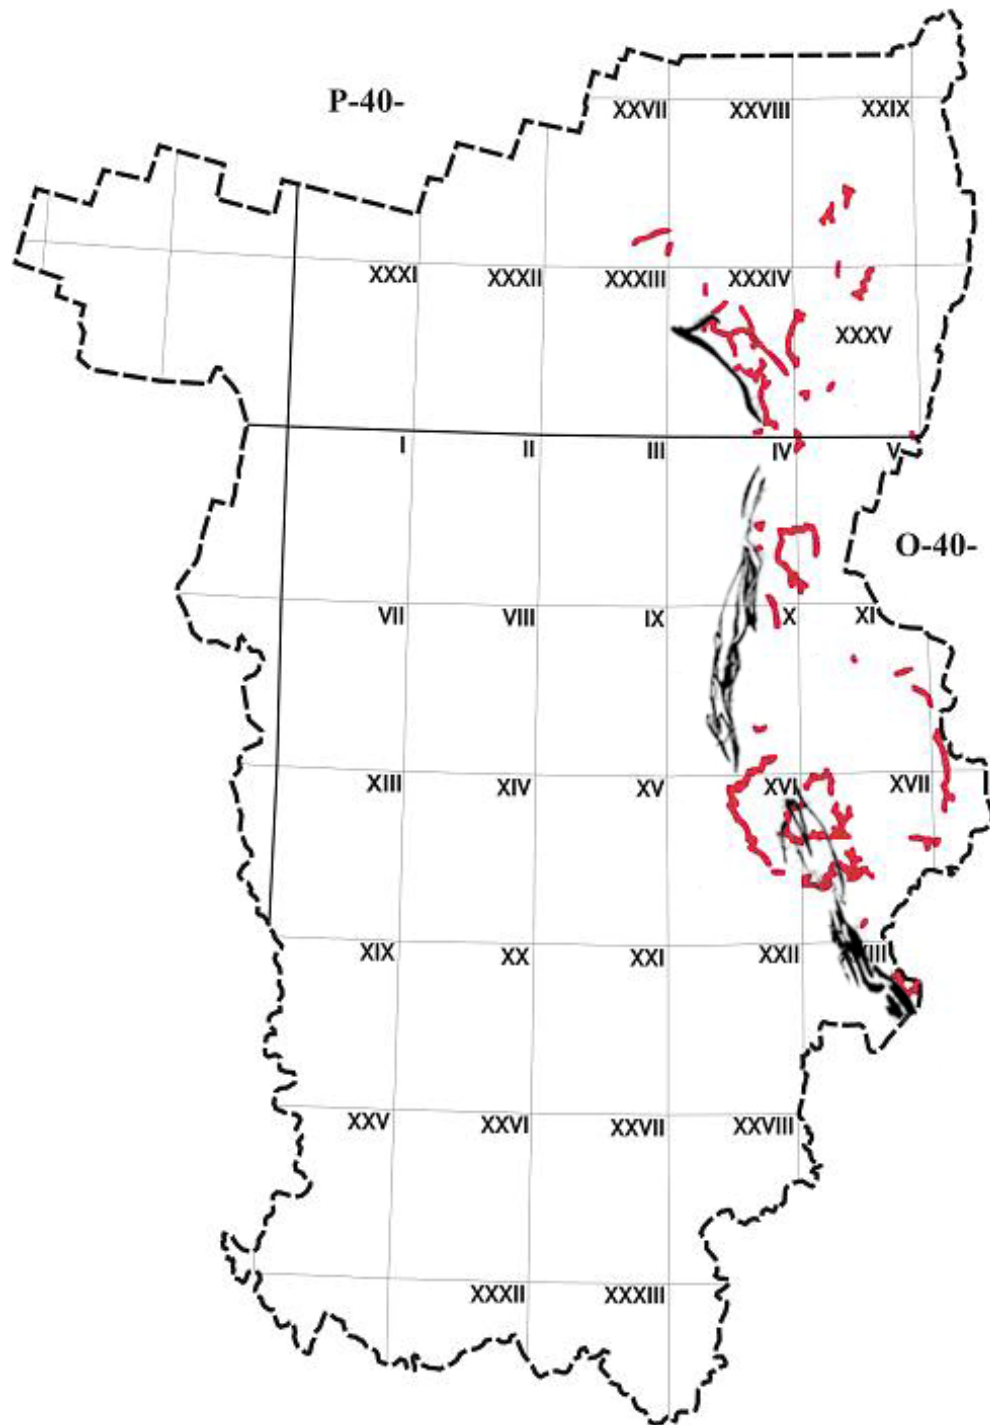 P-40-
XXVII XXVIII XXIX
XXXI XXXII XXXIII XXXIV
XXXV
I II III IV V
O-40-
VII VIII IX X XI
XIII XIV XV XVI XVII
XIX XX XXI XXII
XXV XXVI XXVII XXVIII
XXXII XXXIII